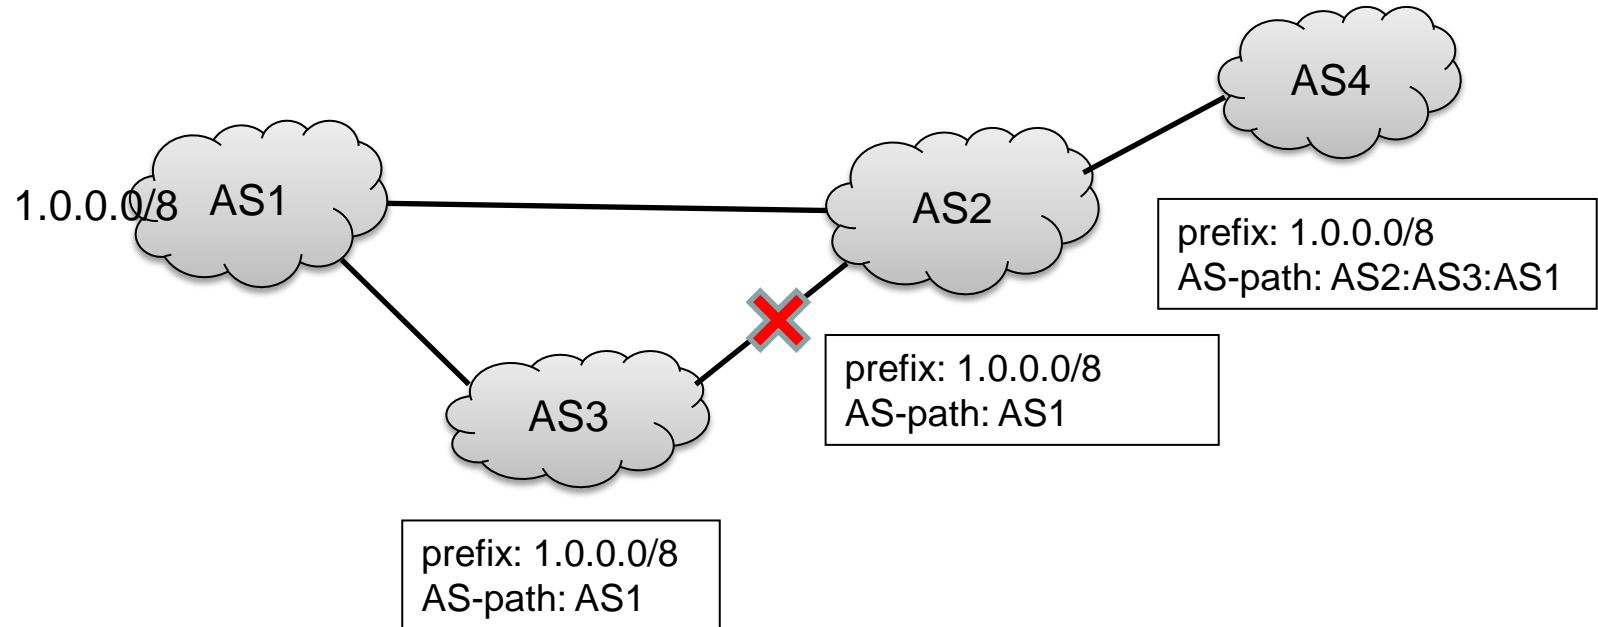 AS4
1.0.0.0/8
AS1
AS2
prefix: 1.0.0.0/8
AS-path: AS2:AS3:AS1
prefix: 1.0.0.0/8
AS-path: AS1
AS3
prefix: 1.0.0.0/8
AS-path: AS1